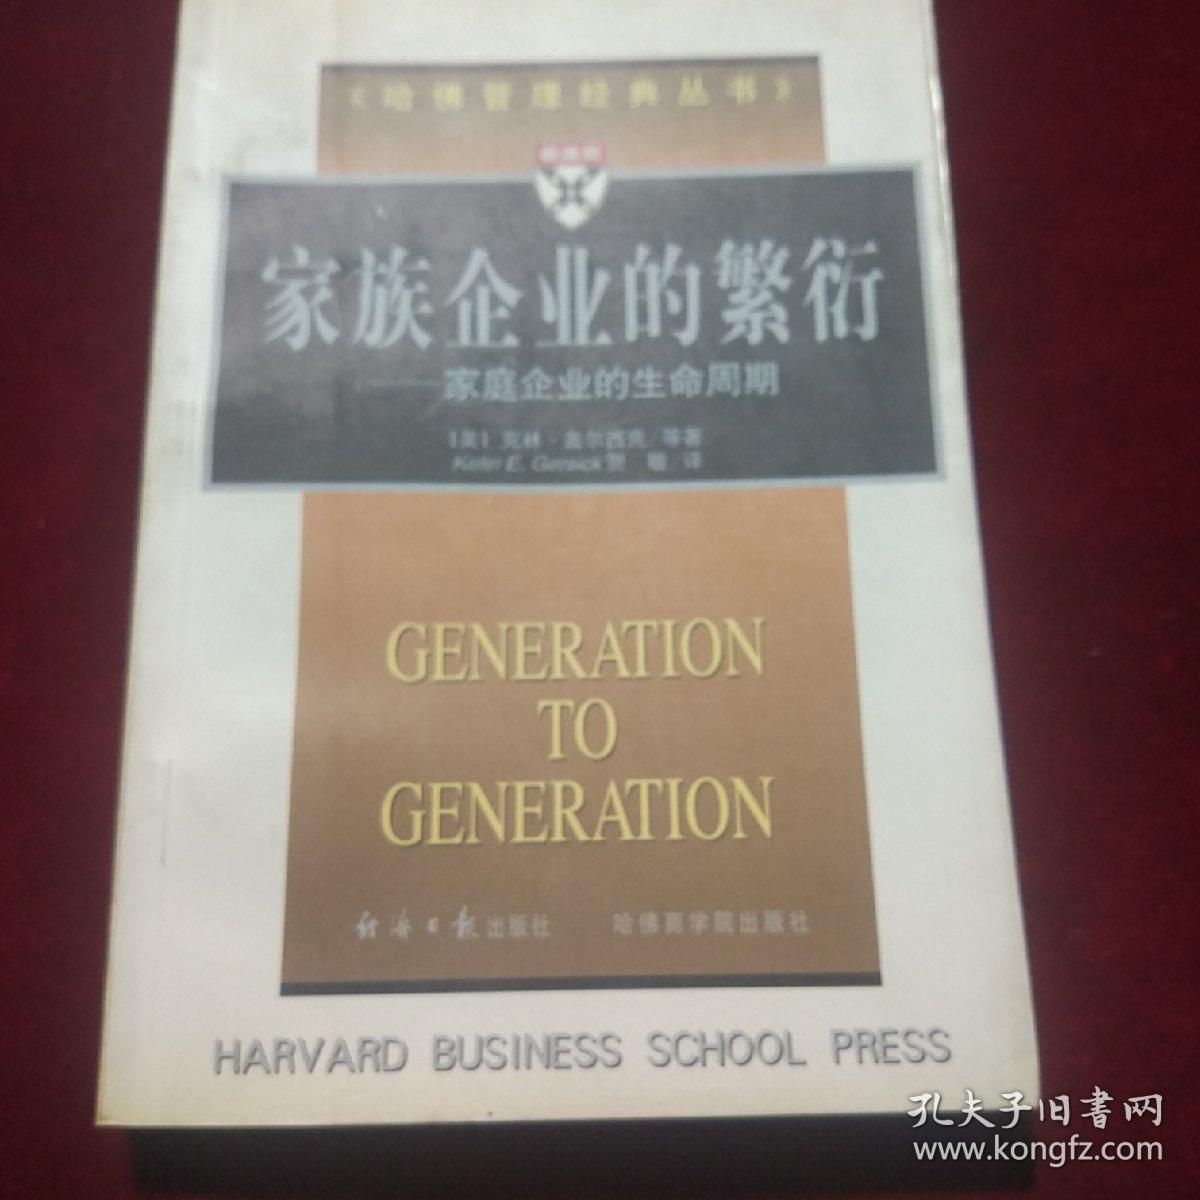 《哈佛管理经典丛书》
家族企业的繁衍
——家庭企业的生命周期
[美] 克林·盖尔西克/等著
Kelin E. Gersick 贺 敏/译
GENERATION
TO
GENERATION
经济日报出版社 哈佛商学院出版社
HARVARD BUSINESS SCHOOL PRESS
孔夫子旧書网
www.kongfz.com